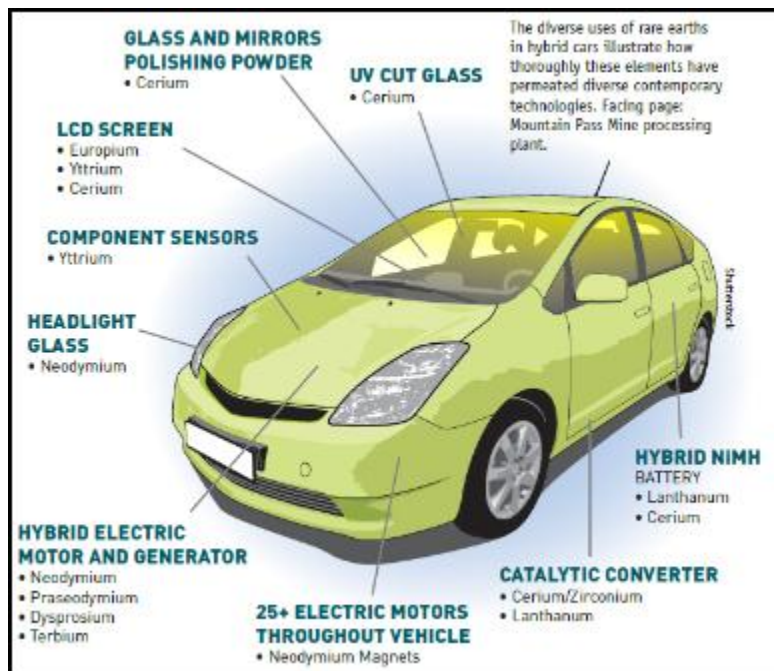 GLASS AND MIRRORS
POLISHING POWDER
• Cerium
UV CUT GLASS
• Cerium
The diverse uses of rare earths
in hybrid cars illustrate how
thoroughly these elements have
permeated diverse contemporary
technologies. Facing page:
Mountain Pass Mine processing
plant.
LCD SCREEN
• Europium
• Yttrium
• Cerium
COMPONENT SENSORS
• Yttrium
HEADLIGHT
GLASS
• Neodymium
Shutterstock
HYBRID NIMH
BATTERY
• Lanthanum
• Cerium
HYBRID ELECTRIC
MOTOR AND GENERATOR
• Neodymium
• Praseodymium
• Dysprosium
• Terbium
25+ ELECTRIC MOTORS
THROUGHOUT VEHICLE
• Neodymium Magnets
CATALYTIC CONVERTER
• Cerium/Zirconium
• Lanthanum